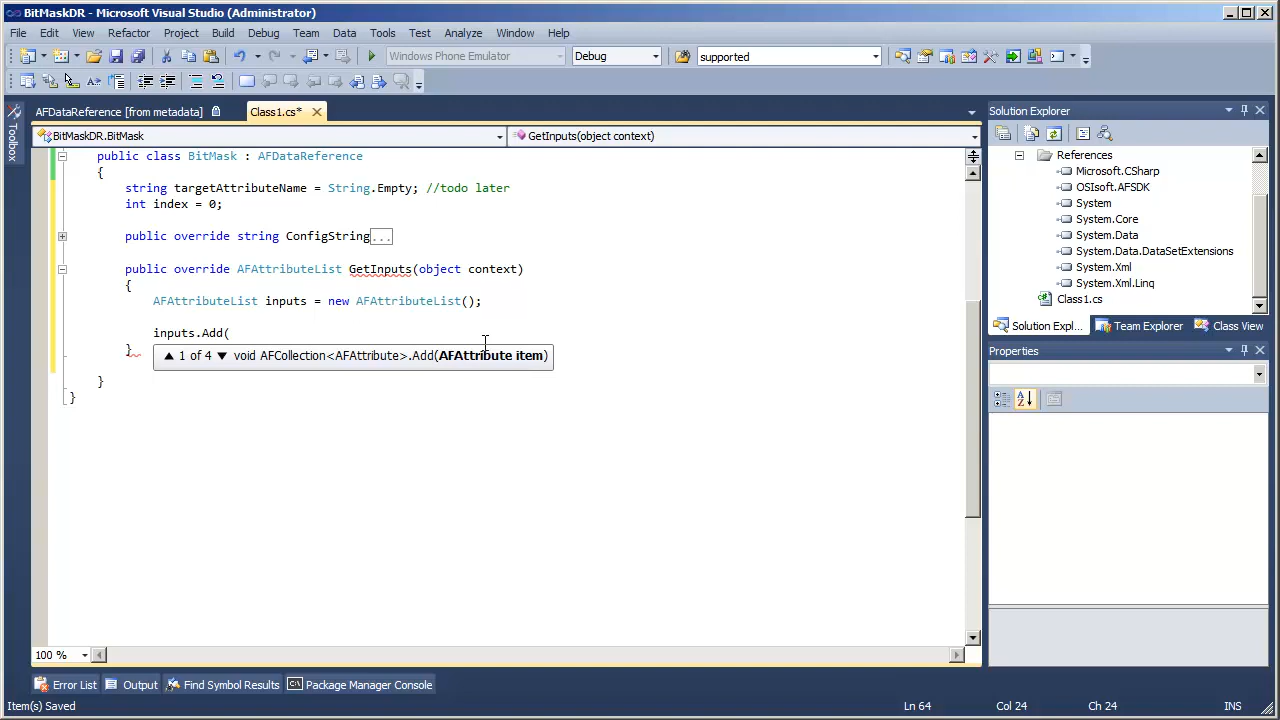 BitMaskDR - Microsoft Visual Studio (Administrator)
File Edit View Refactor Project Build Debug Team Data Tools Test Analyze Window Help
Windows Phone Emulator Debug supported
AFDataReference [from metadata] Class1.cs*
BitMaskDR.BitMask GetInputs(object context)
Toolbox
public class BitMask : AFDataReference
{
string targetAttributeName = String.Empty; //todo later
int index = 0;
public override string ConfigString...
public override AFAttributeList GetInputs(object context)
{
AFAttributeList inputs = new AFAttributeList();
inputs.Add(
}
1 of 4 void AFCollection<AFAttribute>.Add(AFAttribute item)
}
}
100 %
Solution Explorer
References
Microsoft.CSharp
OSIsoft.AFSDK
System
System.Core
System.Data
System.Data.DataSetExtensions
System.Xml
System.Xml.Linq
Class1.cs
Solution Expl... Team Explorer Class View
Properties
Error List Output Find Symbol Results Package Manager Console
Item(s) Saved Ln 64 Col 24 Ch 24 INS